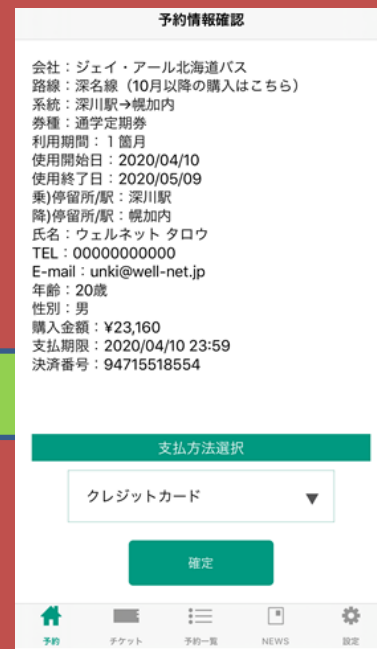 予約情報確認
会社：ジェイ・アール北海道バス
路線：深名線（10月以降の購入はこちら）
系統：深川駅→幌加内
券種：通学定期券
利用期間：１箇月
使用開始日：2020/04/10
使用終了日：2020/05/09
乗)停留所/駅：深川駅
降)停留所/駅：幌加内
氏名：ウェルネット タロウ
TEL：00000000000
E-mail：unki@well-net.jp
年齢：20歳
性別：男
購入金額：¥23,160
支払期限：2020/04/10 23:59
決済番号：94715518554
支払方法選択
クレジットカード ▼
確定
予約 チケット 予約一覧 NEWS 設定